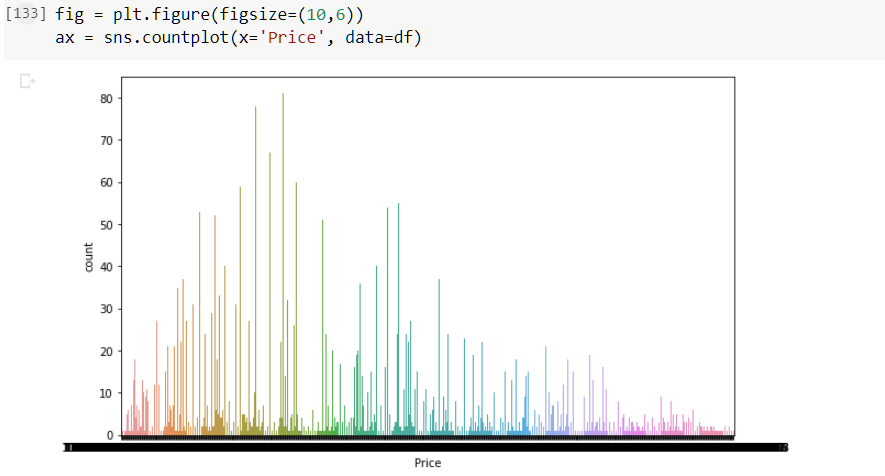 [133] fig = plt.figure(figsize=(10,6))
ax = sns.countplot(x='Price', data=df)
80
70
60
50
40
30
20
10
0
count
Price